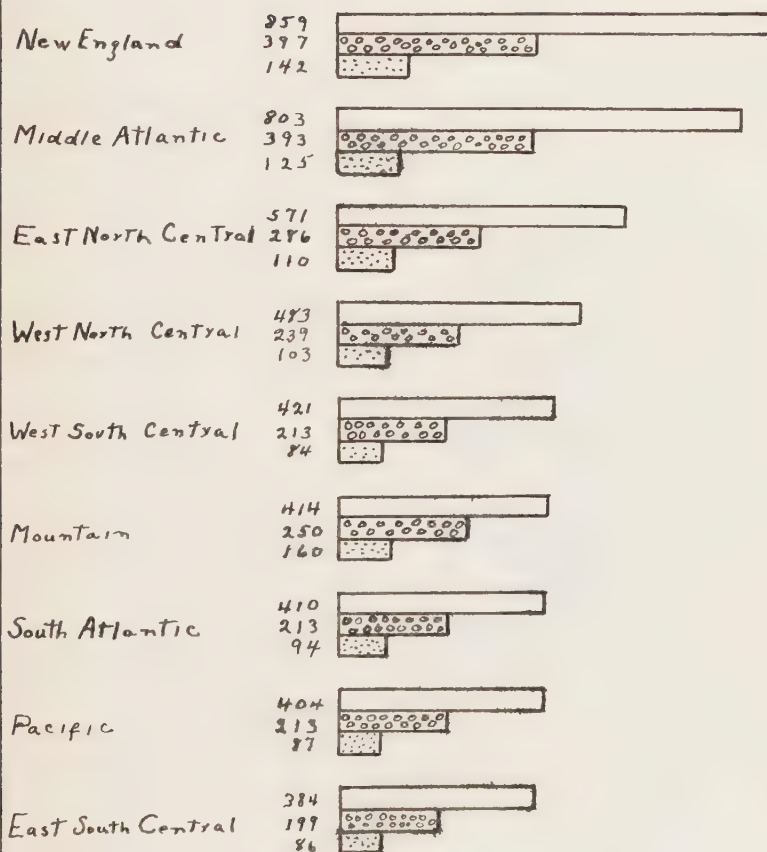 859
New England 397
142
803
Middle Atlantic 393
125
571
East North Central 286
110
483
West North Central 239
103
421
West South Central 213
84
414
Mountain 250
160
410
South Atlantic 213
94
404
Pacific 213
87
384
East South Central 199
86